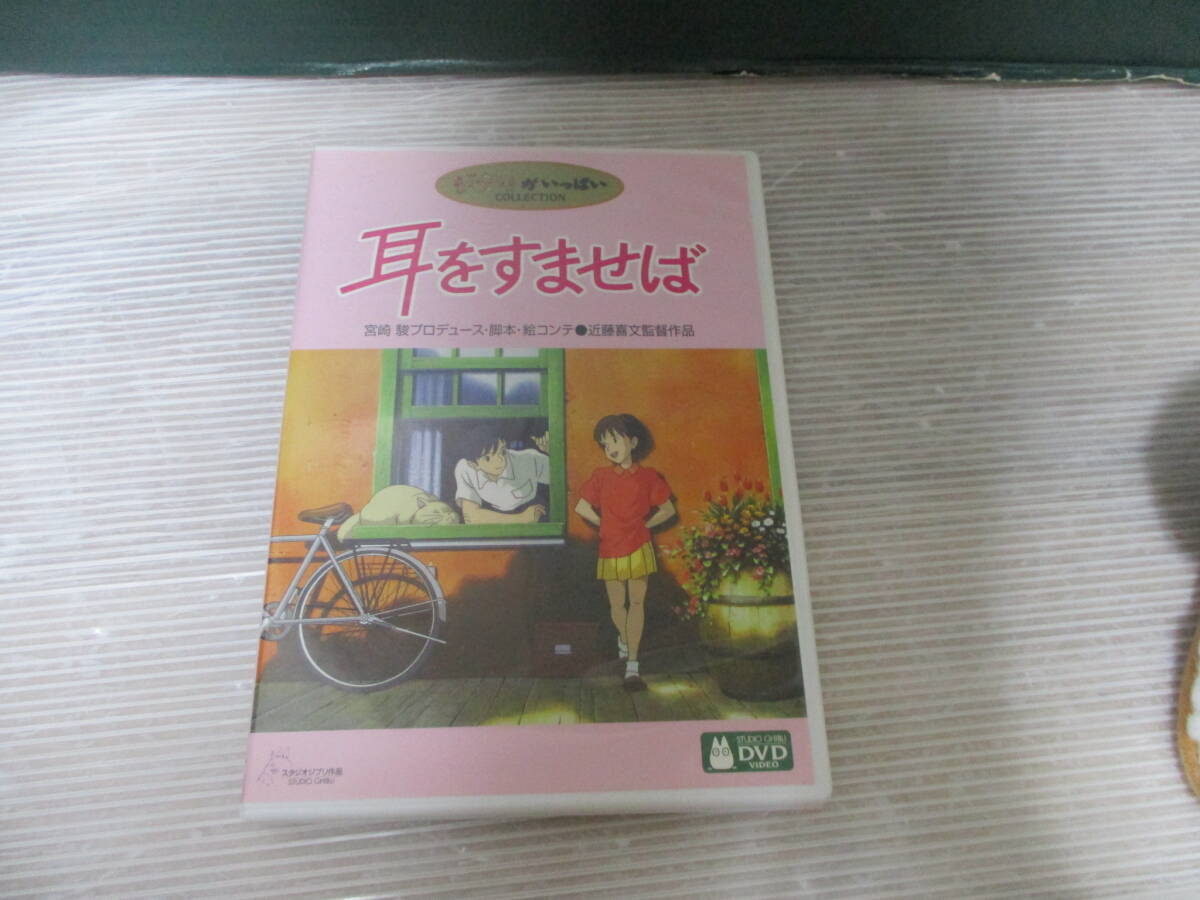 がいっぱい
COLLECTION
耳をすませば
宮崎 駿プロデュース・脚本・絵コンテ●近藤喜文監督作品
スタジオジブリ作品
STUDIO GHIBLI
STUDIO GHIBLI
DVD
VIDEO